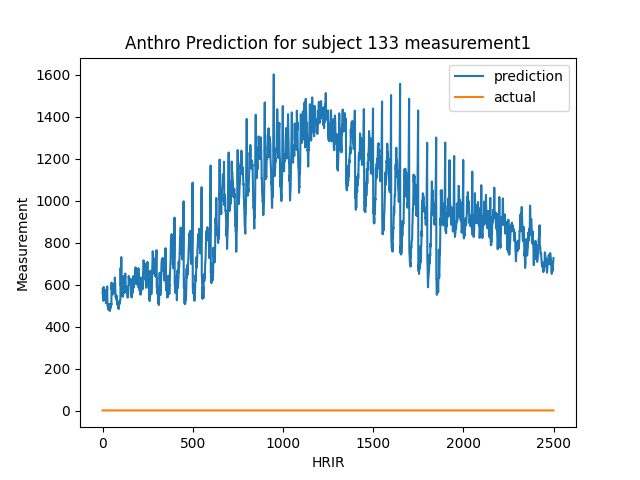 Anthro Prediction for subject 133 measurement1
prediction
actual
1600
1400
1200
1000
800
600
400
200
0
Measurement
0 500 1000 1500 2000 2500
HRIR